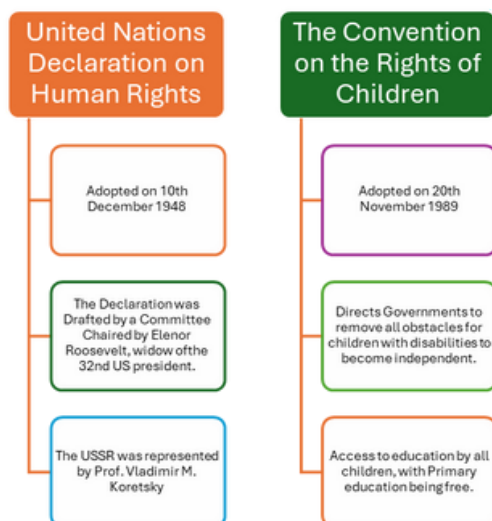 United Nations
Declaration on
Human Rights
Adopted on 10th
December 1948
The Declaration was
Drafted by a Committee
Chaired by Elenor
Roosevelt, widow ofthe
32nd US president.
The USSR was represented
by Prof. Vladimir M.
Koretsky
The Convention
on the Rights of
Children
Adopted on 20th
November 1989
Directs Governments to
remove all obstacles for
children with disabilities to
become independent.
Access to education by all
children, with Primary
education being free.